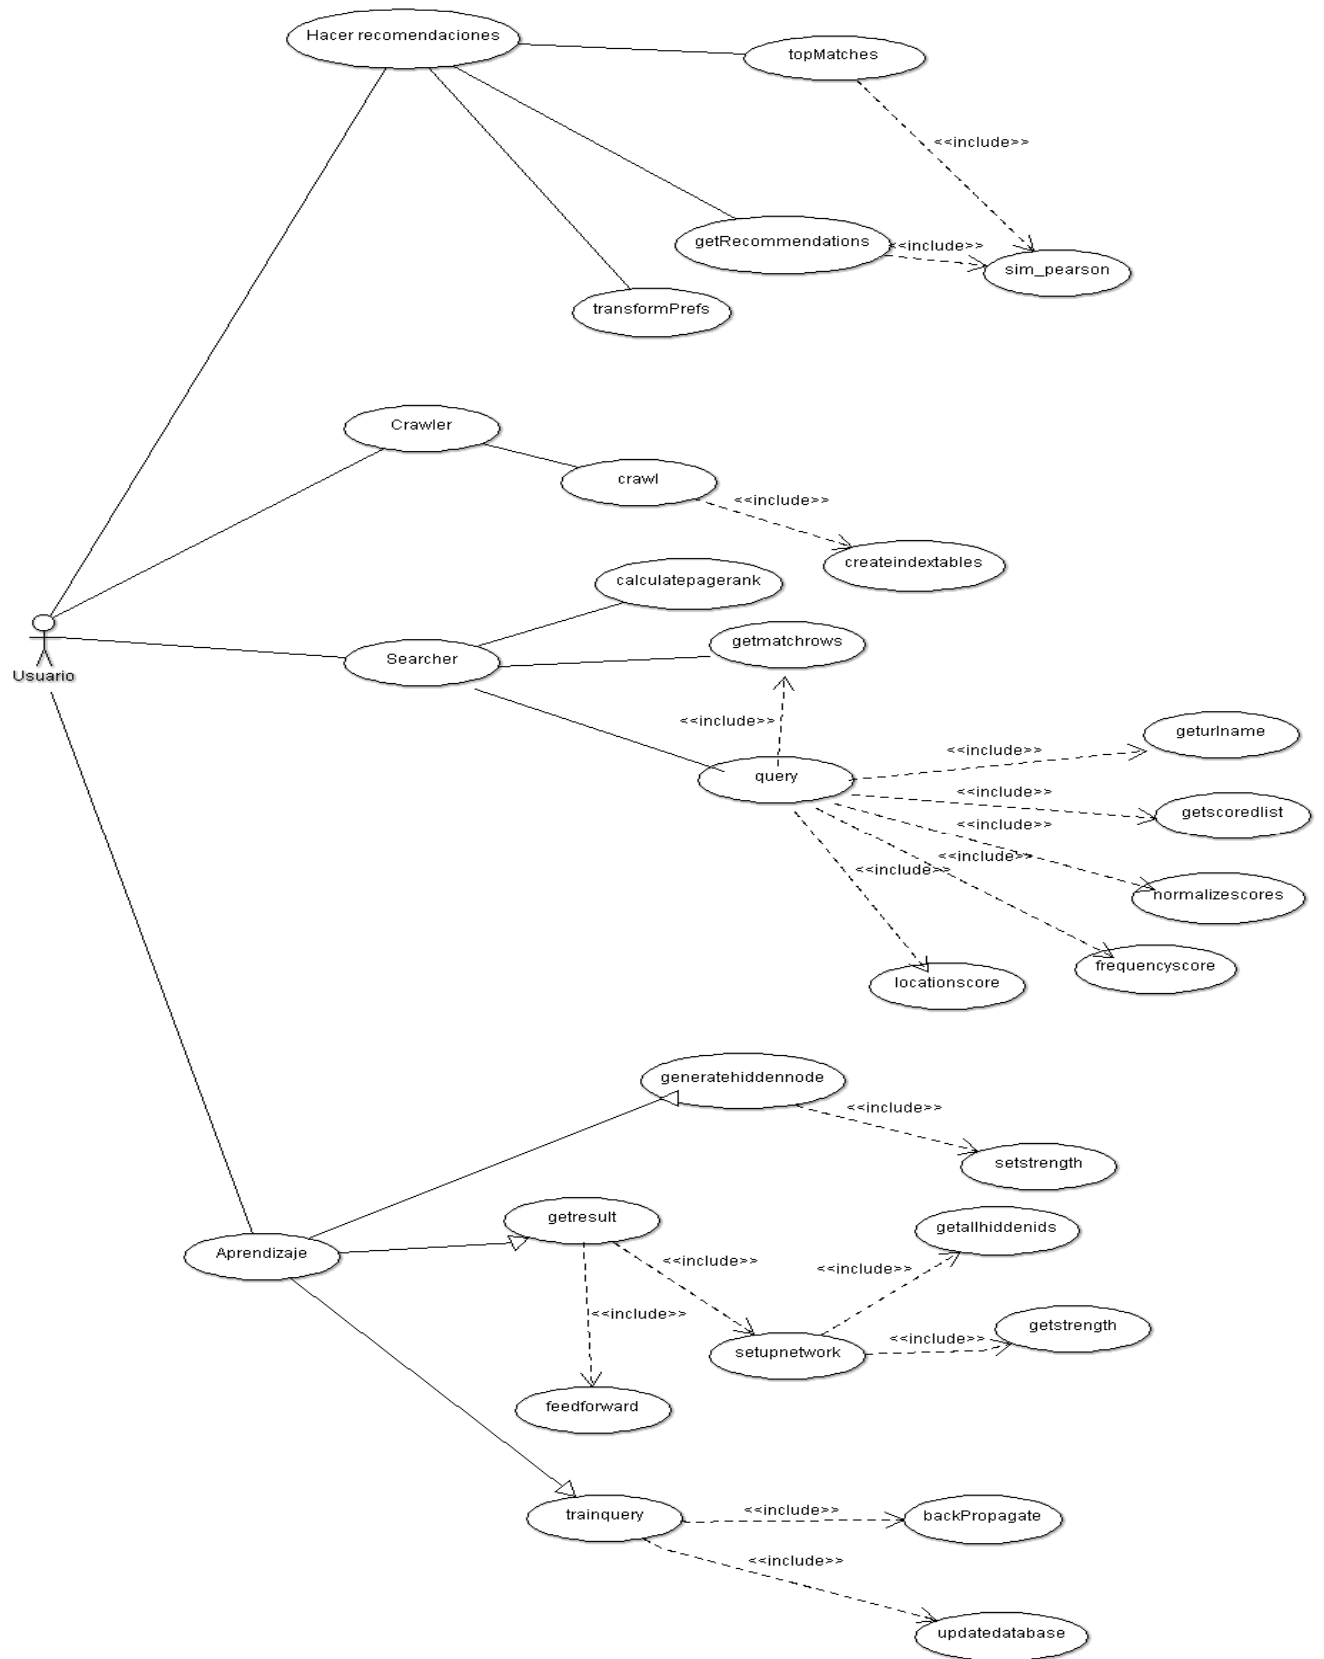 Hacer recomendaciones
topMatches
<<include>>
getRecommendations
<<include>>
sim_pearson
transformPrefs
Crawler
crawl
<<include>>
createindextables
calculatepagerank
getmatchrows
Usuario
Searcher
<<include>>
geturlname
<<include>>
query
<<include>>
getscoredlist
<<include>>
<<include>>
<<include>>
normalizescores
frequencyscore
locationscore
generatehiddennode
<<include>>
setstrength
getresult
getallhiddenids
Aprendizaje
<<include>>
<<include>>
<<include>>
getstrength
<<include>>
setupnetwork
feedforward
trainquery
<<include>>
backPropagate
<<include>>
updatedatabase